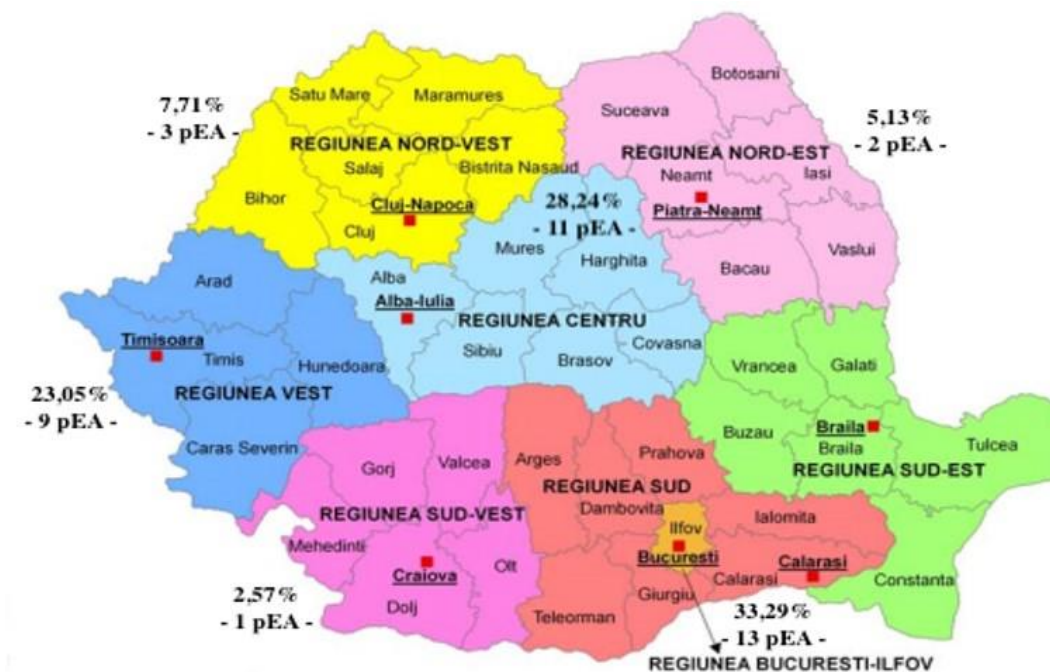 7,71%
- 3 pEA -
Satu Mare
Maramures
REGIUNEA NORD-VEST
Salaj
Bistrita Nasaud
Bihor
Cluj-Napoca
Cluj
Botosani
Suceava
5,13%
- 2 pEA -
REGIUNEA NORD-EST
Neamt
Iasi
Piatra-Neamt
Bacau
Vaslui
28,24%
- 11 pEA -
Mures
Harghita
Alba
Alba-Iulia
REGIUNEA CENTRU
Sibiu
Brasov
Covasna
Arad
Timisoara
Timis
Hunedoara
REGIUNEA VEST
23,05%
- 9 pEA -
Caras Severin
Vrancea
Galati
Buzau
Braila
Braila
Tulcea
REGIUNEA SUD-EST
Constanta
Gorj
Valcea
REGIUNEA SUD-VEST
Mehedinti
Craiova
Olt
Dolj
2,57%
- 1 pEA -
Arges
Prahova
REGIUNEA SUD
Dambovita
Ilfov
Ialomita
Bucuresti
Calarasi
Giurgiu
Calarasi
Teleorman
33,29%
- 13 pEA -
REGIUNEA BUCURESTI-ILFOV